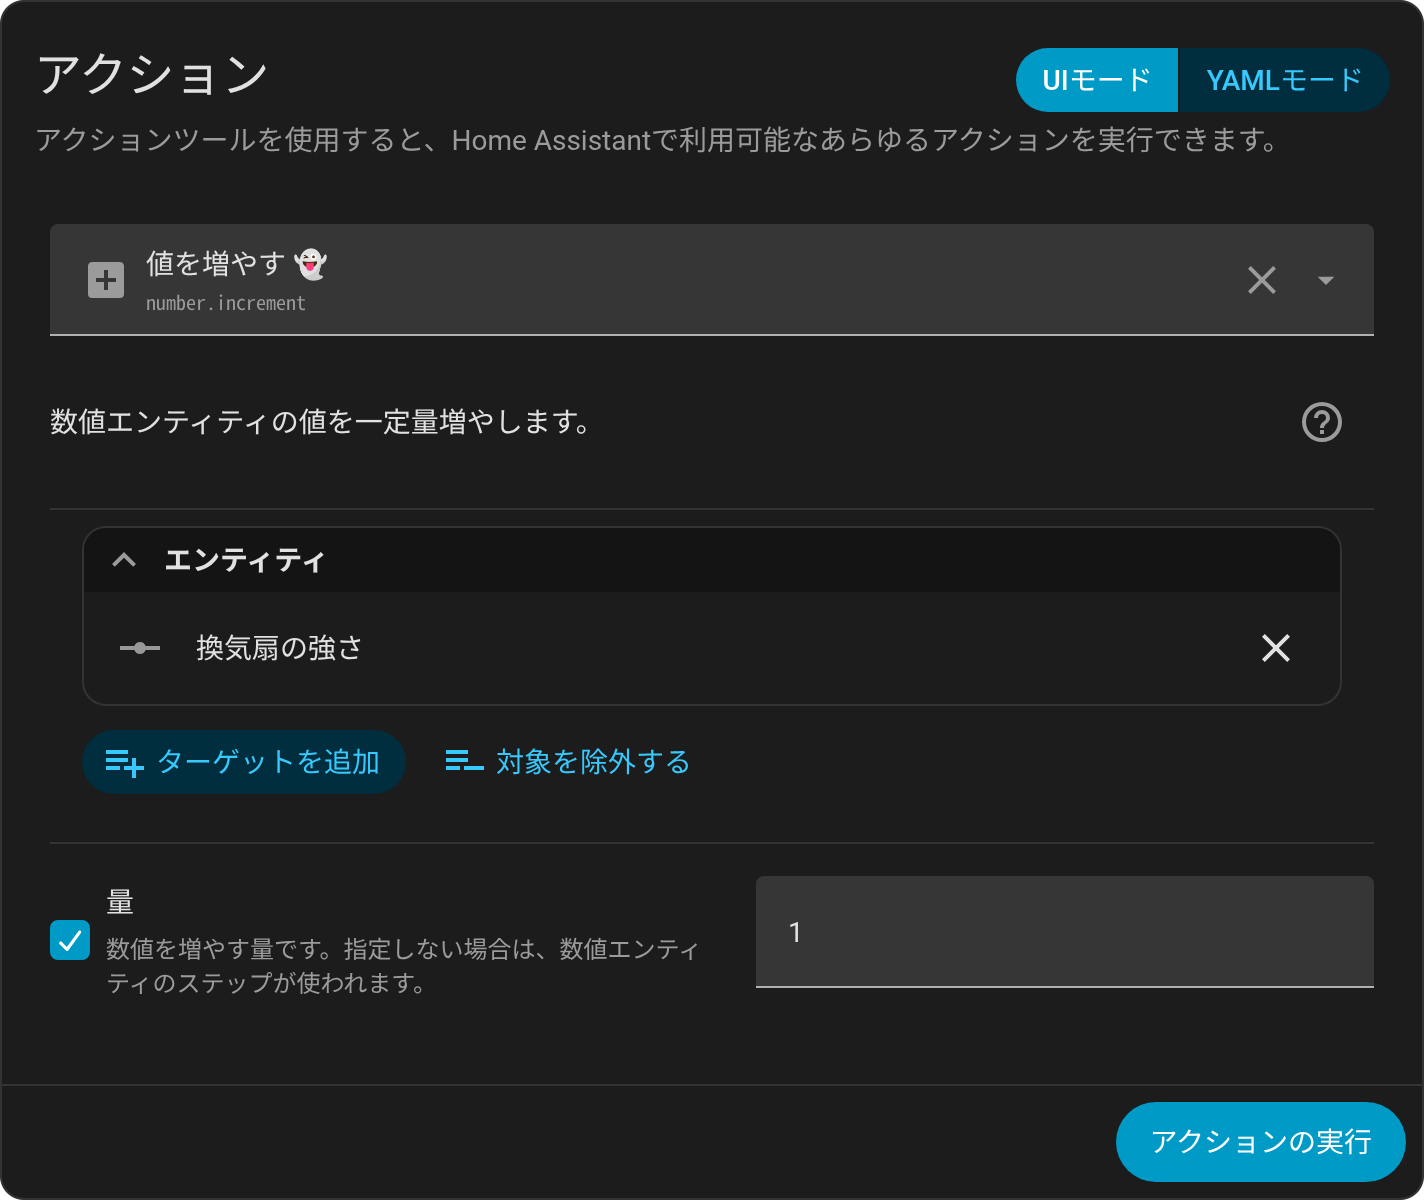 アクション
UIモード
YAMLモード
アクションツールを使用すると、Home Assistantで利用可能なあらゆるアクションを実行できます。
値を増やす 👻
number.increment
数値エンティティの値を一定量増やします。
エンティティ
換気扇の強さ
ターゲットを追加
対象を除外する
量
数値を増やす量です。指定しない場合は、数値エンティ
ティのステップが使われます。
1
アクションの実行